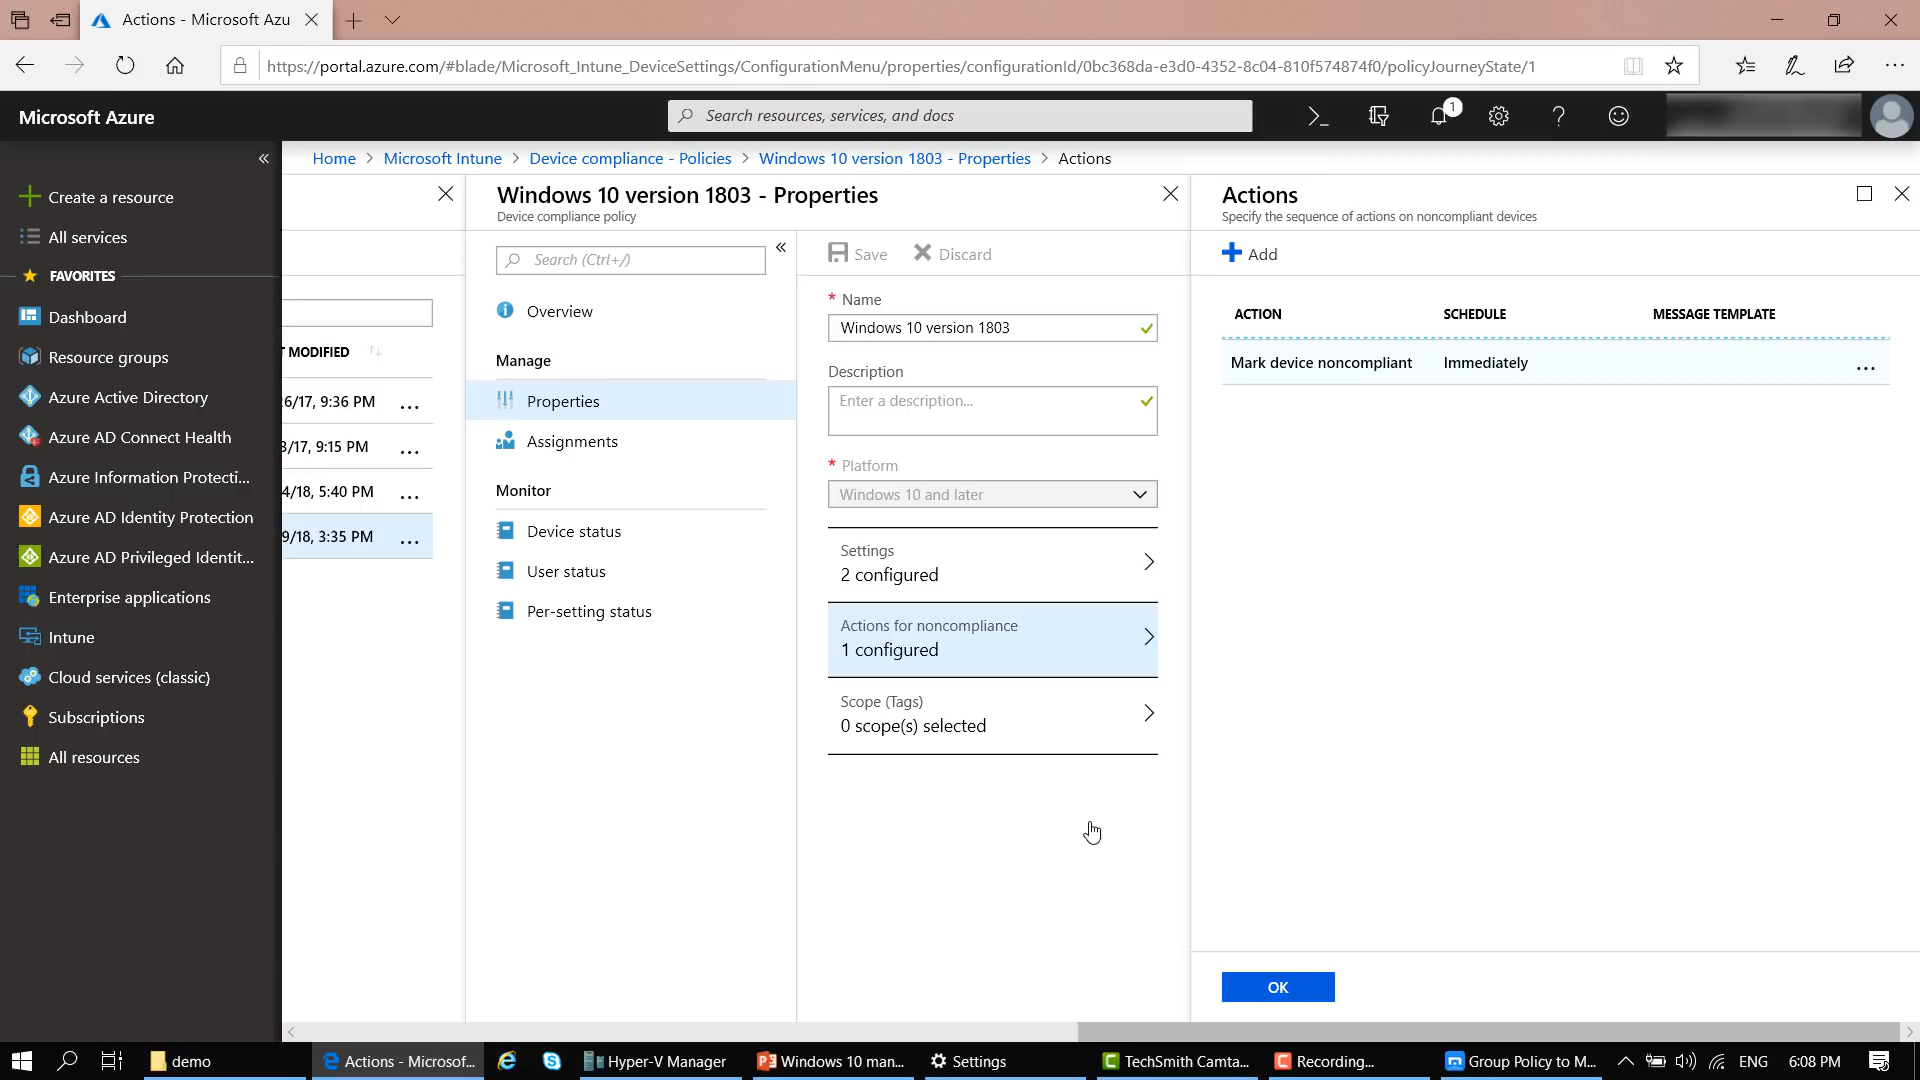 Actions - Microsoft Azu
https://portal.azure.com/#blade/Microsoft_Intune_DeviceSettings/ConfigurationMenu/properties/configurationId/0bc368da-e3d0-4352-8c04-810f574874f0/policyJourneyState/1
Microsoft Azure
Search resources, services, and docs
1
Home > Microsoft Intune > Device compliance - Policies > Windows 10 version 1803 - Properties > Actions
Create a resource
All services
FAVORITES
Dashboard
Resource groups
Azure Active Directory
Azure AD Connect Health
Azure Information Protecti...
Azure AD Identity Protection
Azure AD Privileged Identit...
Enterprise applications
Intune
Cloud services (classic)
Subscriptions
All resources
T MODIFIED
26/17, 9:36 PM ...
3/17, 9:15 PM ...
4/18, 5:40 PM ...
9/18, 3:35 PM ...
Windows 10 version 1803 - Properties
Device compliance policy
Search (Ctrl+/)
Overview
Manage
Properties
Assignments
Monitor
Device status
User status
Per-setting status
Save Discard
* Name
Windows 10 version 1803
Description
Enter a description...
* Platform
Windows 10 and later
Settings
2 configured
Actions for noncompliance
1 configured
Scope (Tags)
0 scope(s) selected
Actions
Specify the sequence of actions on noncompliant devices
Add
ACTION SCHEDULE MESSAGE TEMPLATE
Mark device noncompliant Immediately ...
OK
demo
Actions - Microsof...
Hyper-V Manager
Windows 10 man...
Settings
TechSmith Camta...
Recording...
Group Policy to M...
ENG
6:08 PM